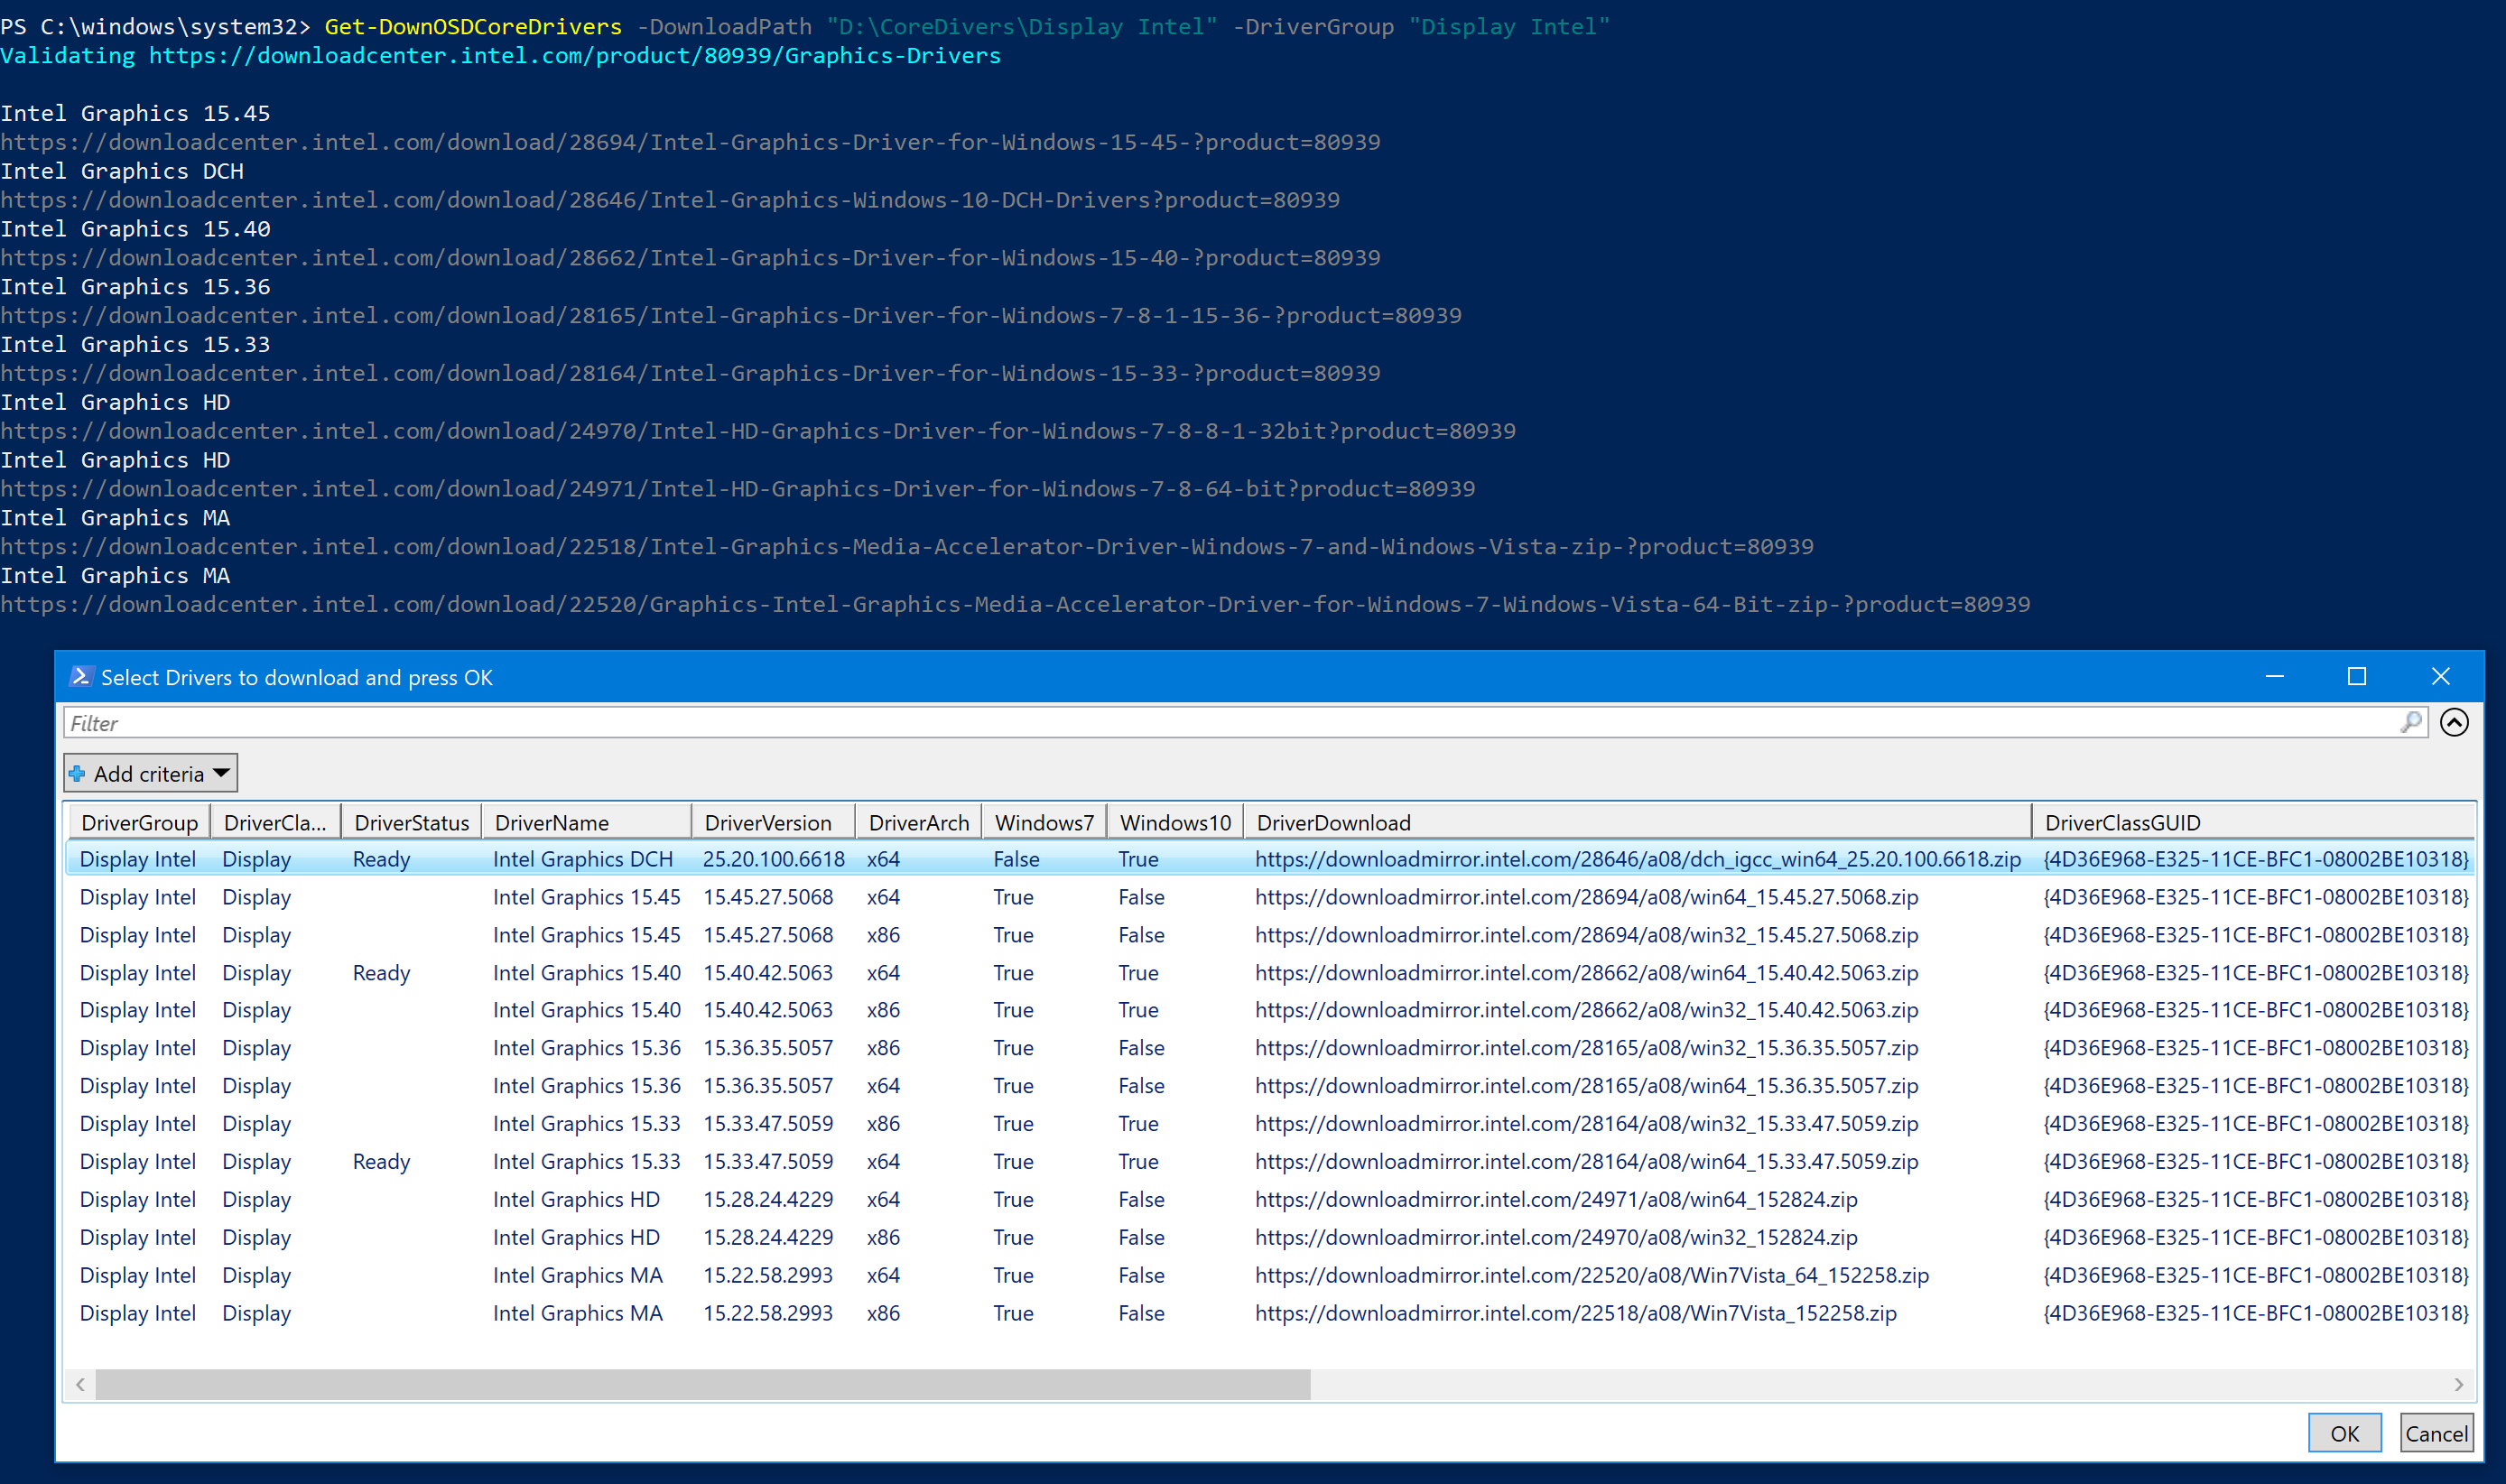 PS C:\windows\system32> Get-DownOSDCoreDrivers -DownloadPath "D:\CoreDivers\Display Intel" -DriverGroup "Display Intel"
Validating https://downloadcenter.intel.com/product/80939/Graphics-Drivers
Intel Graphics 15.45
https://downloadcenter.intel.com/download/28694/Intel-Graphics-Driver-for-Windows-15-45-?product=80939
Intel Graphics DCH
https://downloadcenter.intel.com/download/28646/Intel-Graphics-Windows-10-DCH-Drivers?product=80939
Intel Graphics 15.40
https://downloadcenter.intel.com/download/28662/Intel-Graphics-Driver-for-Windows-15-40-?product=80939
Intel Graphics 15.36
https://downloadcenter.intel.com/download/28165/Intel-Graphics-Driver-for-Windows-7-8-1-15-36-?product=80939
Intel Graphics 15.33
https://downloadcenter.intel.com/download/28164/Intel-Graphics-Driver-for-Windows-15-33-?product=80939
Intel Graphics HD
https://downloadcenter.intel.com/download/24970/Intel-HD-Graphics-Driver-for-Windows-7-8-8-1-32bit?product=80939
Intel Graphics HD
https://downloadcenter.intel.com/download/24971/Intel-HD-Graphics-Driver-for-Windows-7-8-64-bit?product=80939
Intel Graphics MA
https://downloadcenter.intel.com/download/22518/Intel-Graphics-Media-Accelerator-Driver-Windows-7-and-Windows-Vista-zip-?product=80939
Intel Graphics MA
https://downloadcenter.intel.com/download/22520/Graphics-Intel-Graphics-Media-Accelerator-Driver-for-Windows-7-Windows-Vista-64-Bit-zip-?product=80939
Select Drivers to download and press OK
Filter
Add criteria
DriverGroup DriverCla... DriverStatus DriverName DriverVersion DriverArch Windows7 Windows10 DriverDownload DriverClassGUID
Display Intel Display Ready Intel Graphics DCH 25.20.100.6618 x64 False True https://downloadmirror.intel.com/28646/a08/dch_igcc_win64_25.20.100.6618.zip {4D36E968-E325-11CE-BFC1-08002BE10318}
Display Intel Display Intel Graphics 15.45 15.45.27.5068 x64 True False https://downloadmirror.intel.com/28694/a08/win64_15.45.27.5068.zip {4D36E968-E325-11CE-BFC1-08002BE10318}
Display Intel Display Intel Graphics 15.45 15.45.27.5068 x86 True False https://downloadmirror.intel.com/28694/a08/win32_15.45.27.5068.zip {4D36E968-E325-11CE-BFC1-08002BE10318}
Display Intel Display Ready Intel Graphics 15.40 15.40.42.5063 x64 True True https://downloadmirror.intel.com/28662/a08/win64_15.40.42.5063.zip {4D36E968-E325-11CE-BFC1-08002BE10318}
Display Intel Display Intel Graphics 15.40 15.40.42.5063 x86 True True https://downloadmirror.intel.com/28662/a08/win32_15.40.42.5063.zip {4D36E968-E325-11CE-BFC1-08002BE10318}
Display Intel Display Intel Graphics 15.36 15.36.35.5057 x86 True False https://downloadmirror.intel.com/28165/a08/win32_15.36.35.5057.zip {4D36E968-E325-11CE-BFC1-08002BE10318}
Display Intel Display Intel Graphics 15.36 15.36.35.5057 x64 True False https://downloadmirror.intel.com/28165/a08/win64_15.36.35.5057.zip {4D36E968-E325-11CE-BFC1-08002BE10318}
Display Intel Display Intel Graphics 15.33 15.33.47.5059 x86 True True https://downloadmirror.intel.com/28164/a08/win32_15.33.47.5059.zip {4D36E968-E325-11CE-BFC1-08002BE10318}
Display Intel Display Ready Intel Graphics 15.33 15.33.47.5059 x64 True True https://downloadmirror.intel.com/28164/a08/win64_15.33.47.5059.zip {4D36E968-E325-11CE-BFC1-08002BE10318}
Display Intel Display Intel Graphics HD 15.28.24.4229 x64 True False https://downloadmirror.intel.com/24971/a08/win64_152824.zip {4D36E968-E325-11CE-BFC1-08002BE10318}
Display Intel Display Intel Graphics HD 15.28.24.4229 x86 True False https://downloadmirror.intel.com/24970/a08/win32_152824.zip {4D36E968-E325-11CE-BFC1-08002BE10318}
Display Intel Display Intel Graphics MA 15.22.58.2993 x64 True False https://downloadmirror.intel.com/22520/a08/Win7Vista_64_152258.zip {4D36E968-E325-11CE-BFC1-08002BE10318}
Display Intel Display Intel Graphics MA 15.22.58.2993 x86 True False https://downloadmirror.intel.com/22518/a08/Win7Vista_152258.zip {4D36E968-E325-11CE-BFC1-08002BE10318}
OK Cancel